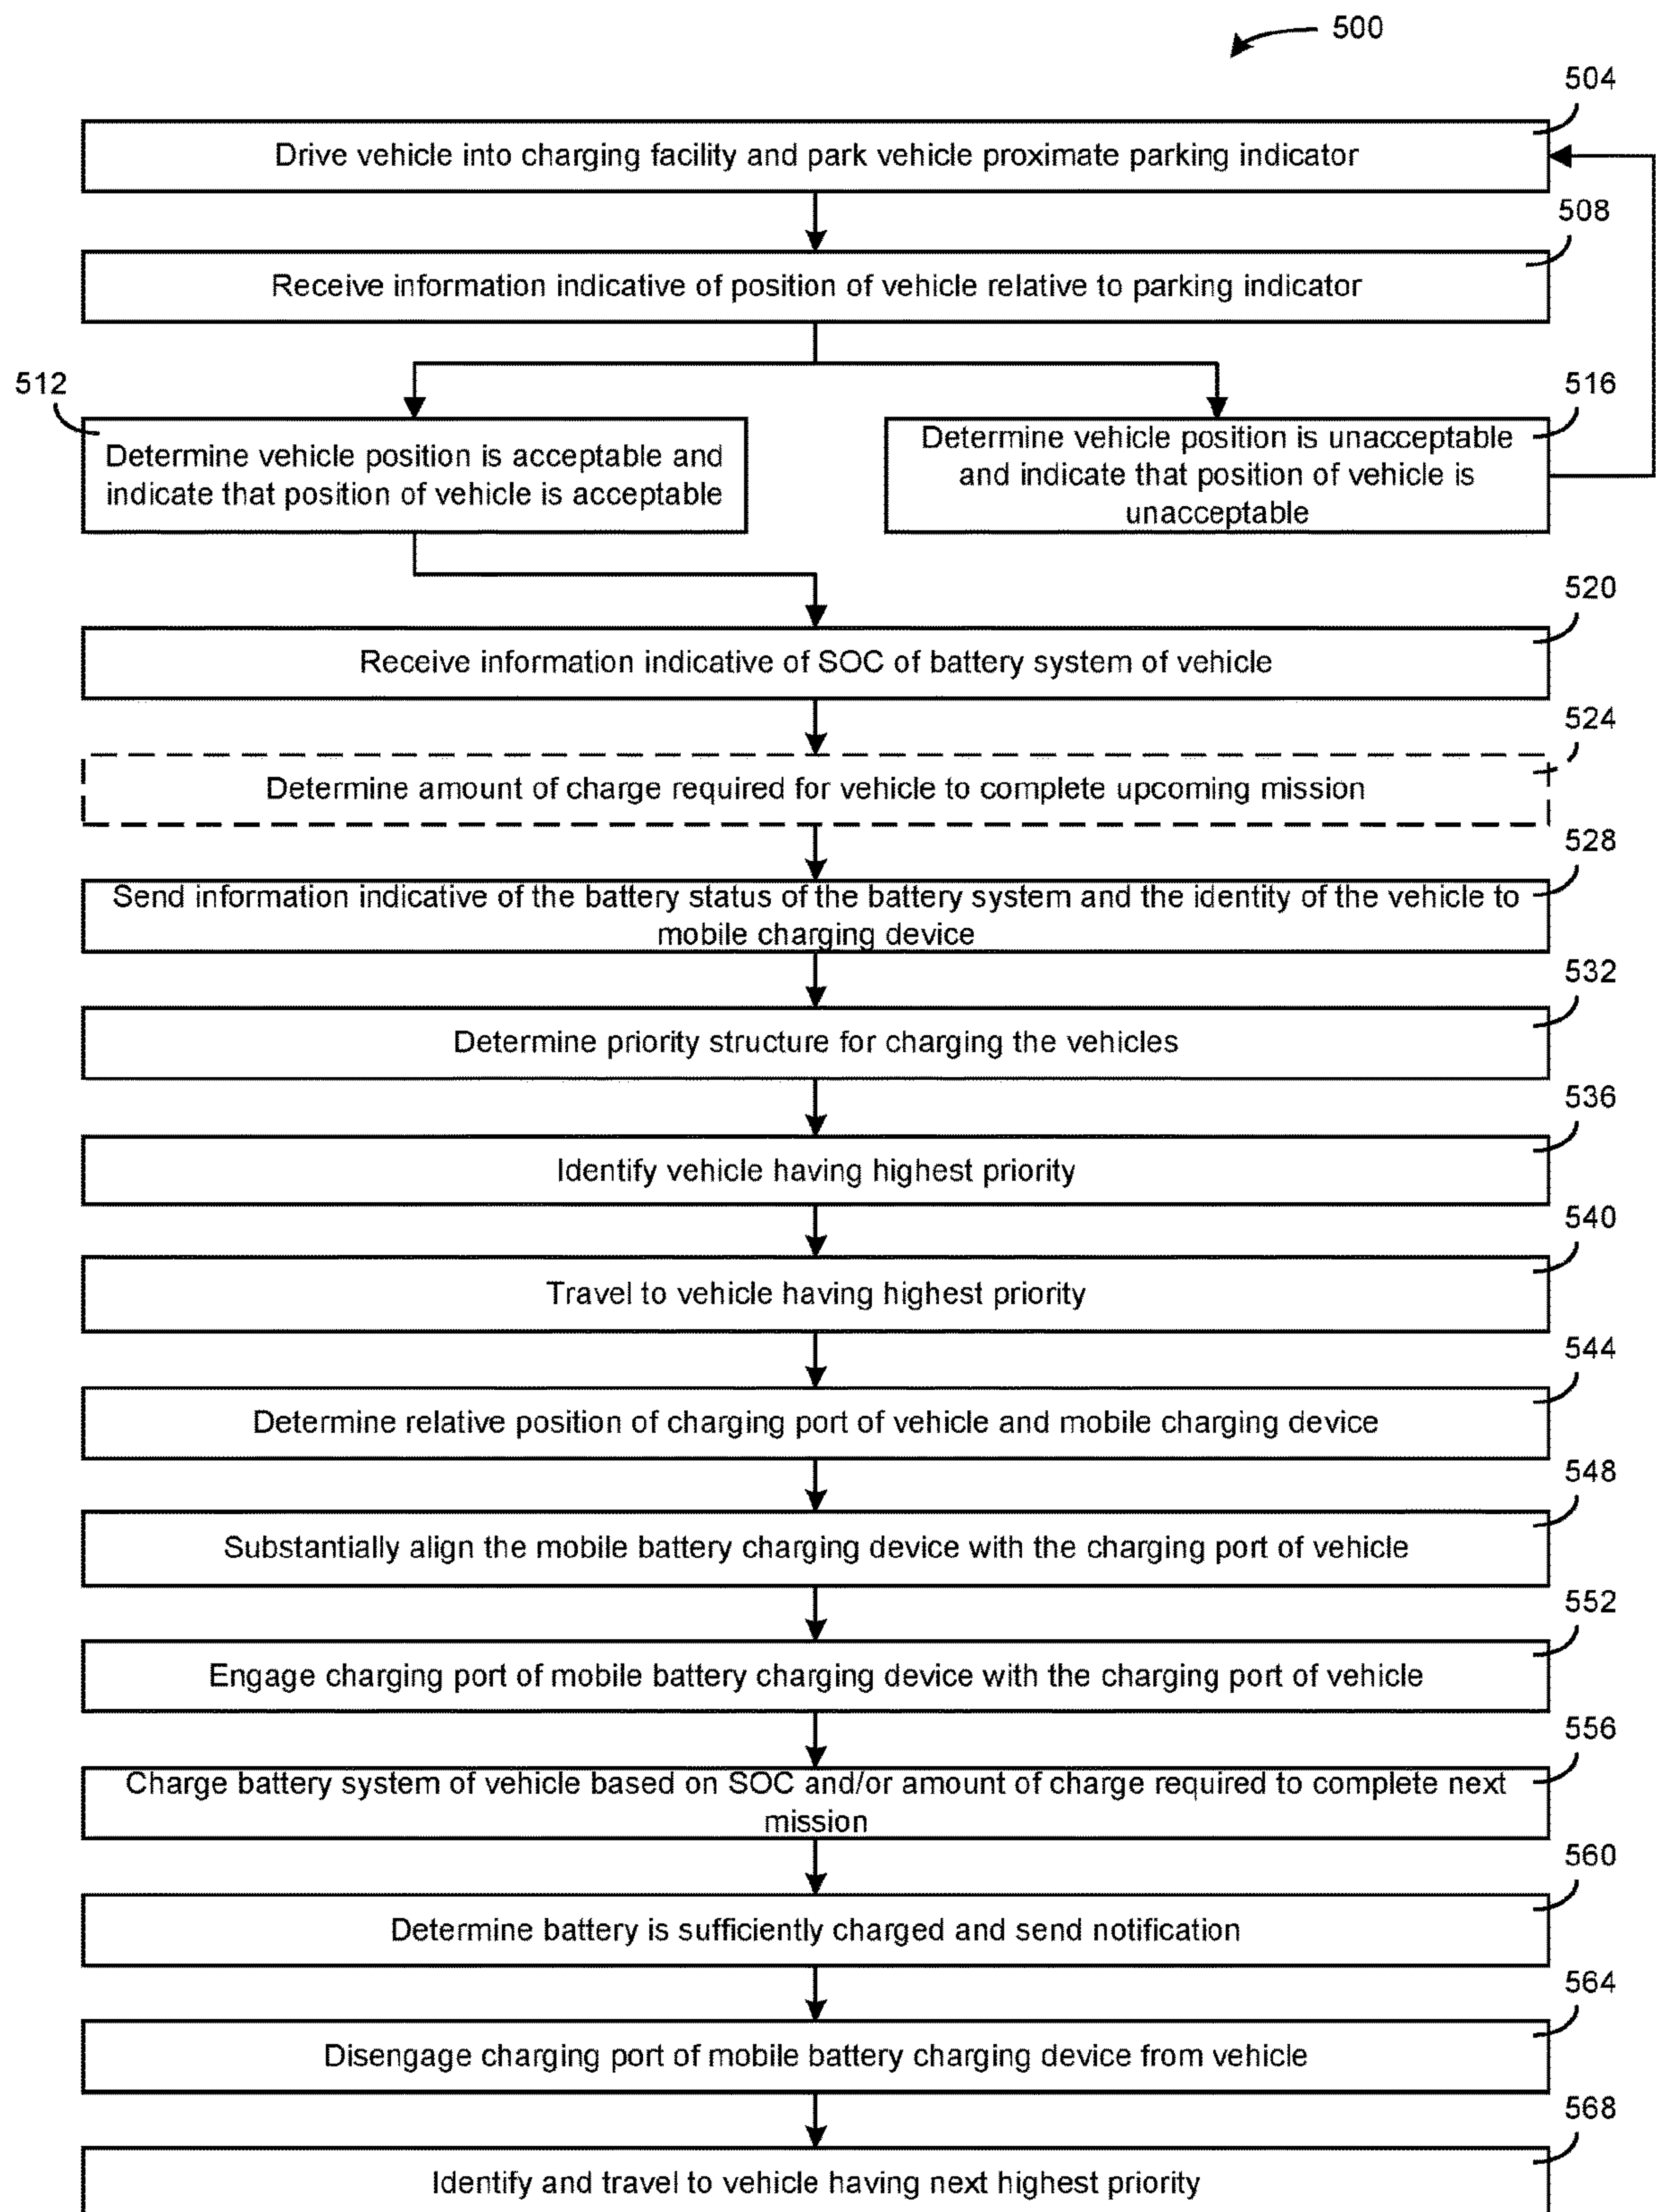 500
504
Drive vehicle into charging facility and park vehicle proximate parking indicator
508
Receive information indicative of position of vehicle relative to parking indicator
512
Determine vehicle position is acceptable and
indicate that position of vehicle is acceptable
516
Determine vehicle position is unacceptable
and indicate that position of vehicle is
unacceptable
520
Receive information indicative of SOC of battery system of vehicle
524
Determine amount of charge required for vehicle to complete upcoming mission
528
Send information indicative of the battery status of the battery system and the identity of the vehicle to
mobile charging device
532
Determine priority structure for charging the vehicles
536
Identify vehicle having highest priority
540
Travel to vehicle having highest priority
544
Determine relative position of charging port of vehicle and mobile charging device
548
Substantially align the mobile battery charging device with the charging port of vehicle
552
Engage charging port of mobile battery charging device with the charging port of vehicle
556
Charge battery system of vehicle based on SOC and/or amount of charge required to complete next
mission
560
Determine battery is sufficiently charged and send notification
564
Disengage charging port of mobile battery charging device from vehicle
568
Identify and travel to vehicle having next highest priority